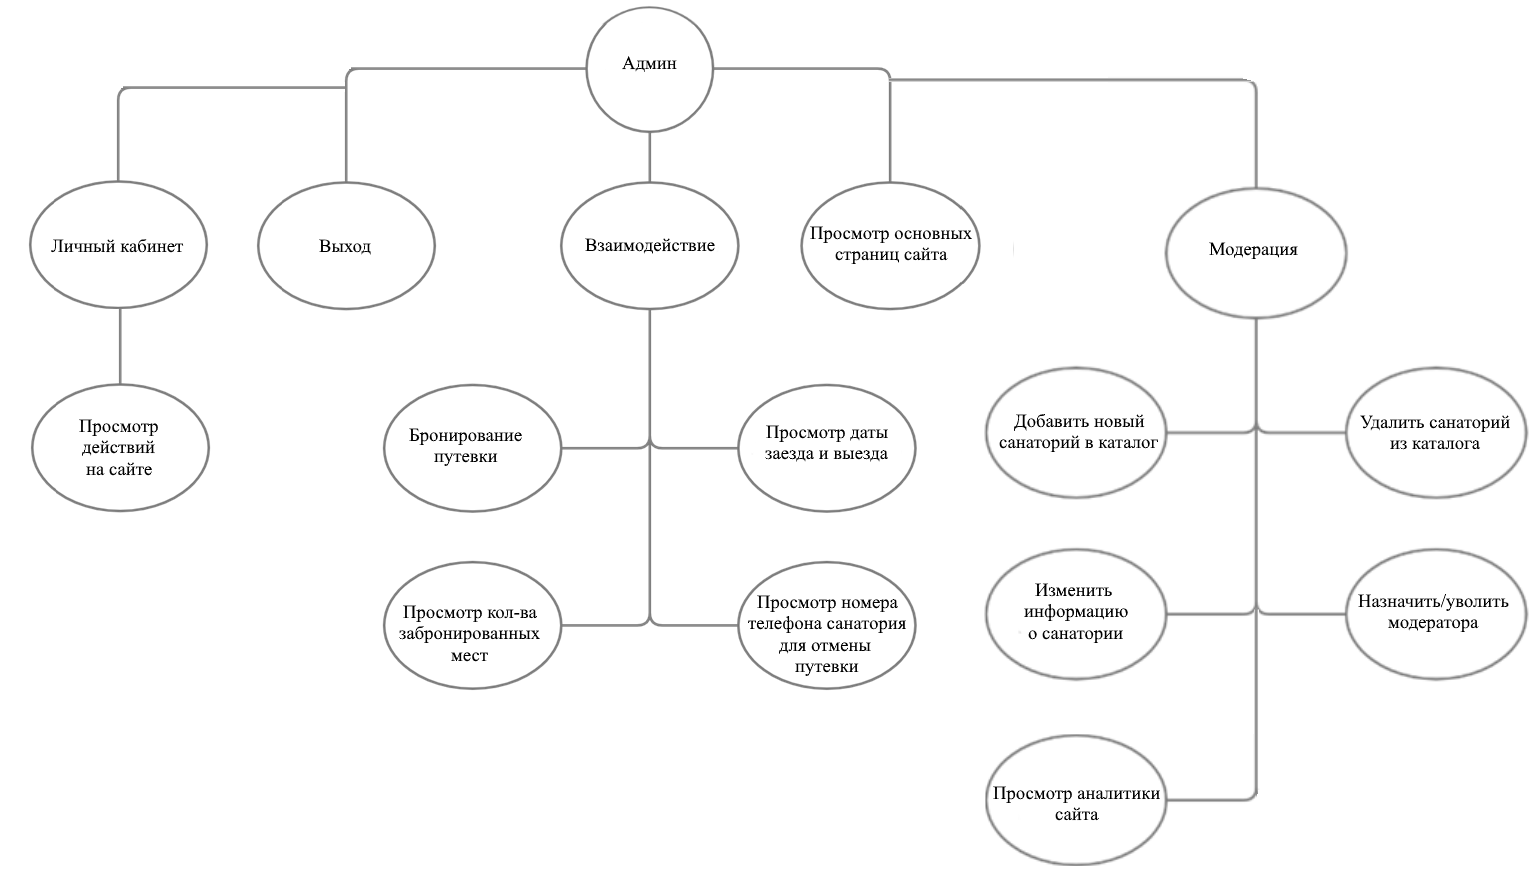 Админ
Личный кабинет
Выход
Взаимодействие
Просмотр основных
страниц сайта
Модерация
Просмотр
действий
на сайте
Бронирование
путевки
Просмотр даты
заезда и выезда
Добавить новый
санаторий в каталог
Удалить санаторий
из каталога
Просмотр кол-ва
забронированных
мест
Просмотр номера
телефона санатория
для отмены
путевки
Изменить
информацию
о санатории
Назначить/уволить
модератора
Просмотр аналитики
сайта